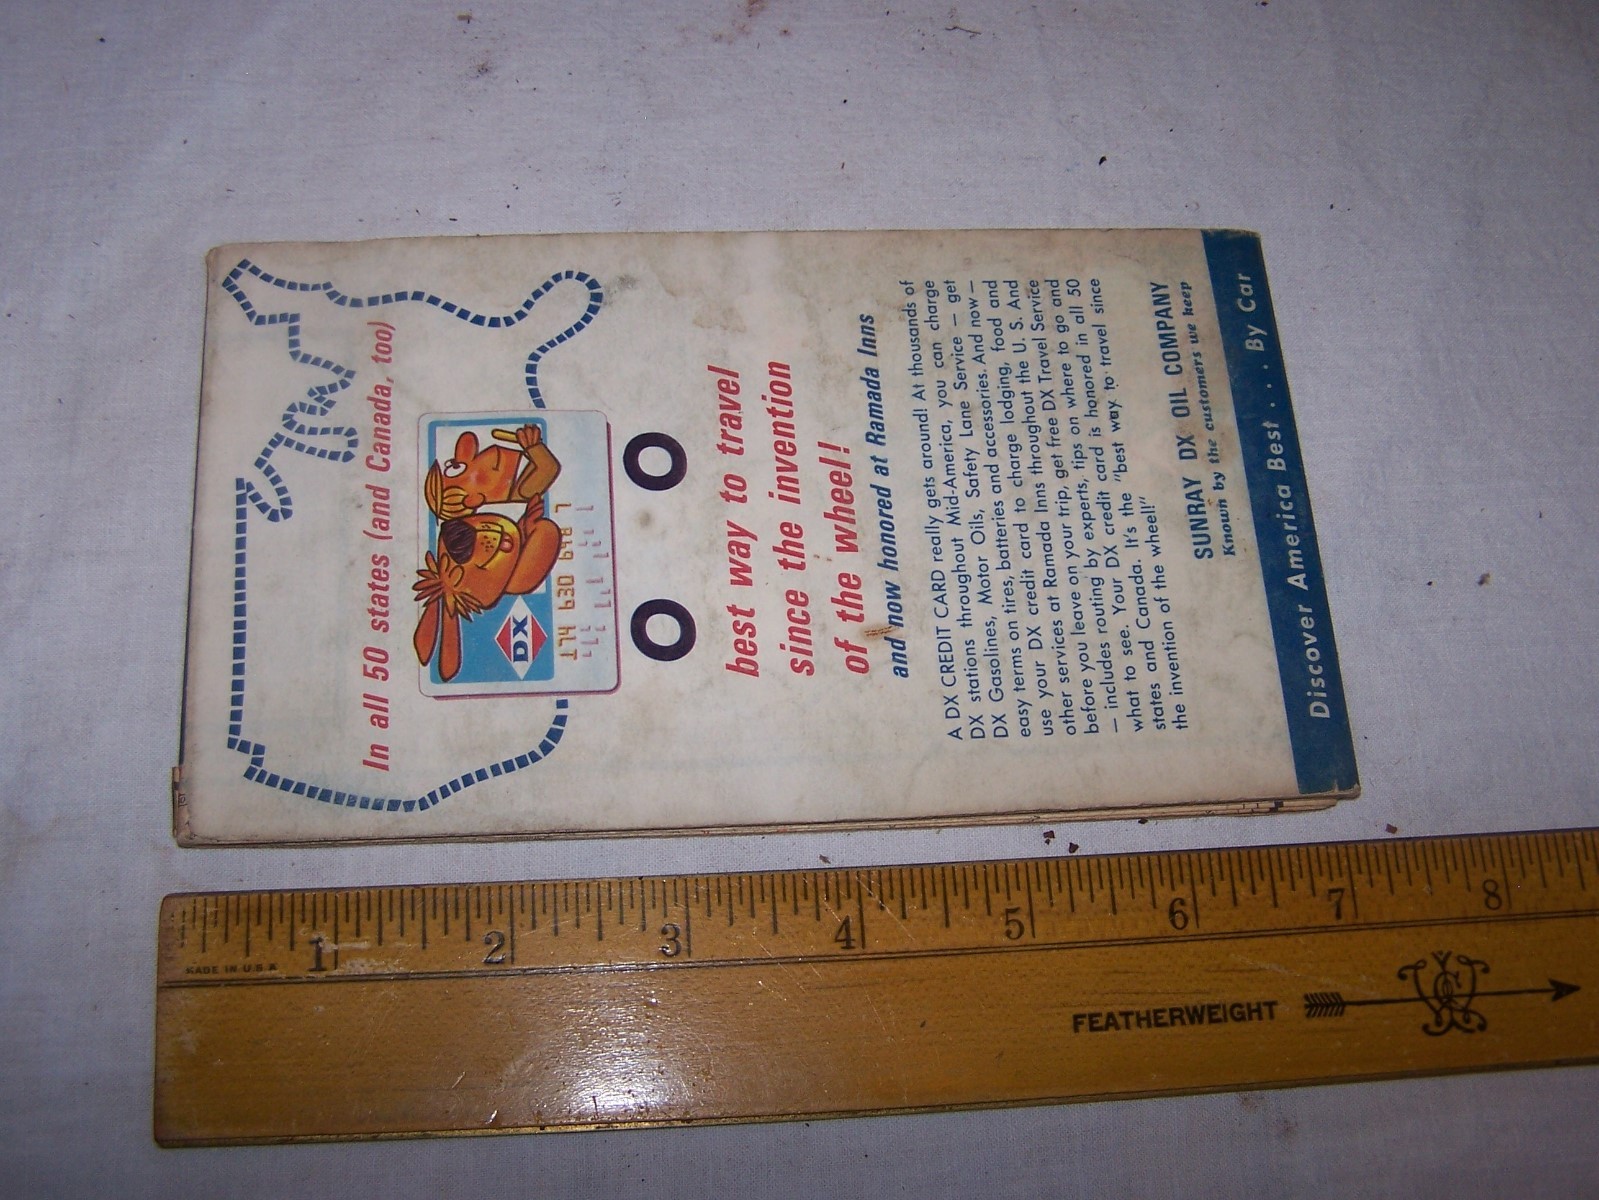 In all 50 states (and Canada, too)
DX
174 630 648 7
best way to travel
since the invention
of the wheel!
and now honored at Ramada Inns
A DX CREDIT CARD really gets around! At thousands of
DX stations throughout Mid-America, you can charge
DX Gasolines, Motor Oils, Safety Lane Service — get
easy terms on tires, batteries and accessories. And now —
use your DX credit card to charge lodging, food and
other services at Ramada Inns throughout the U. S. And
before you leave on your trip, get free DX Travel Service
— includes routing by experts, tips on where to go and
what to see. Your DX credit card is honored in all 50
states and Canada. It's the "best way to travel since
the invention of the wheel!"
SUNRAY DX OIL COMPANY
Known by the customers we keep
Discover America Best . . . By Car
1 2 3 4 5 6 7 8
MADE IN U.S.A
FEATHERWEIGHT